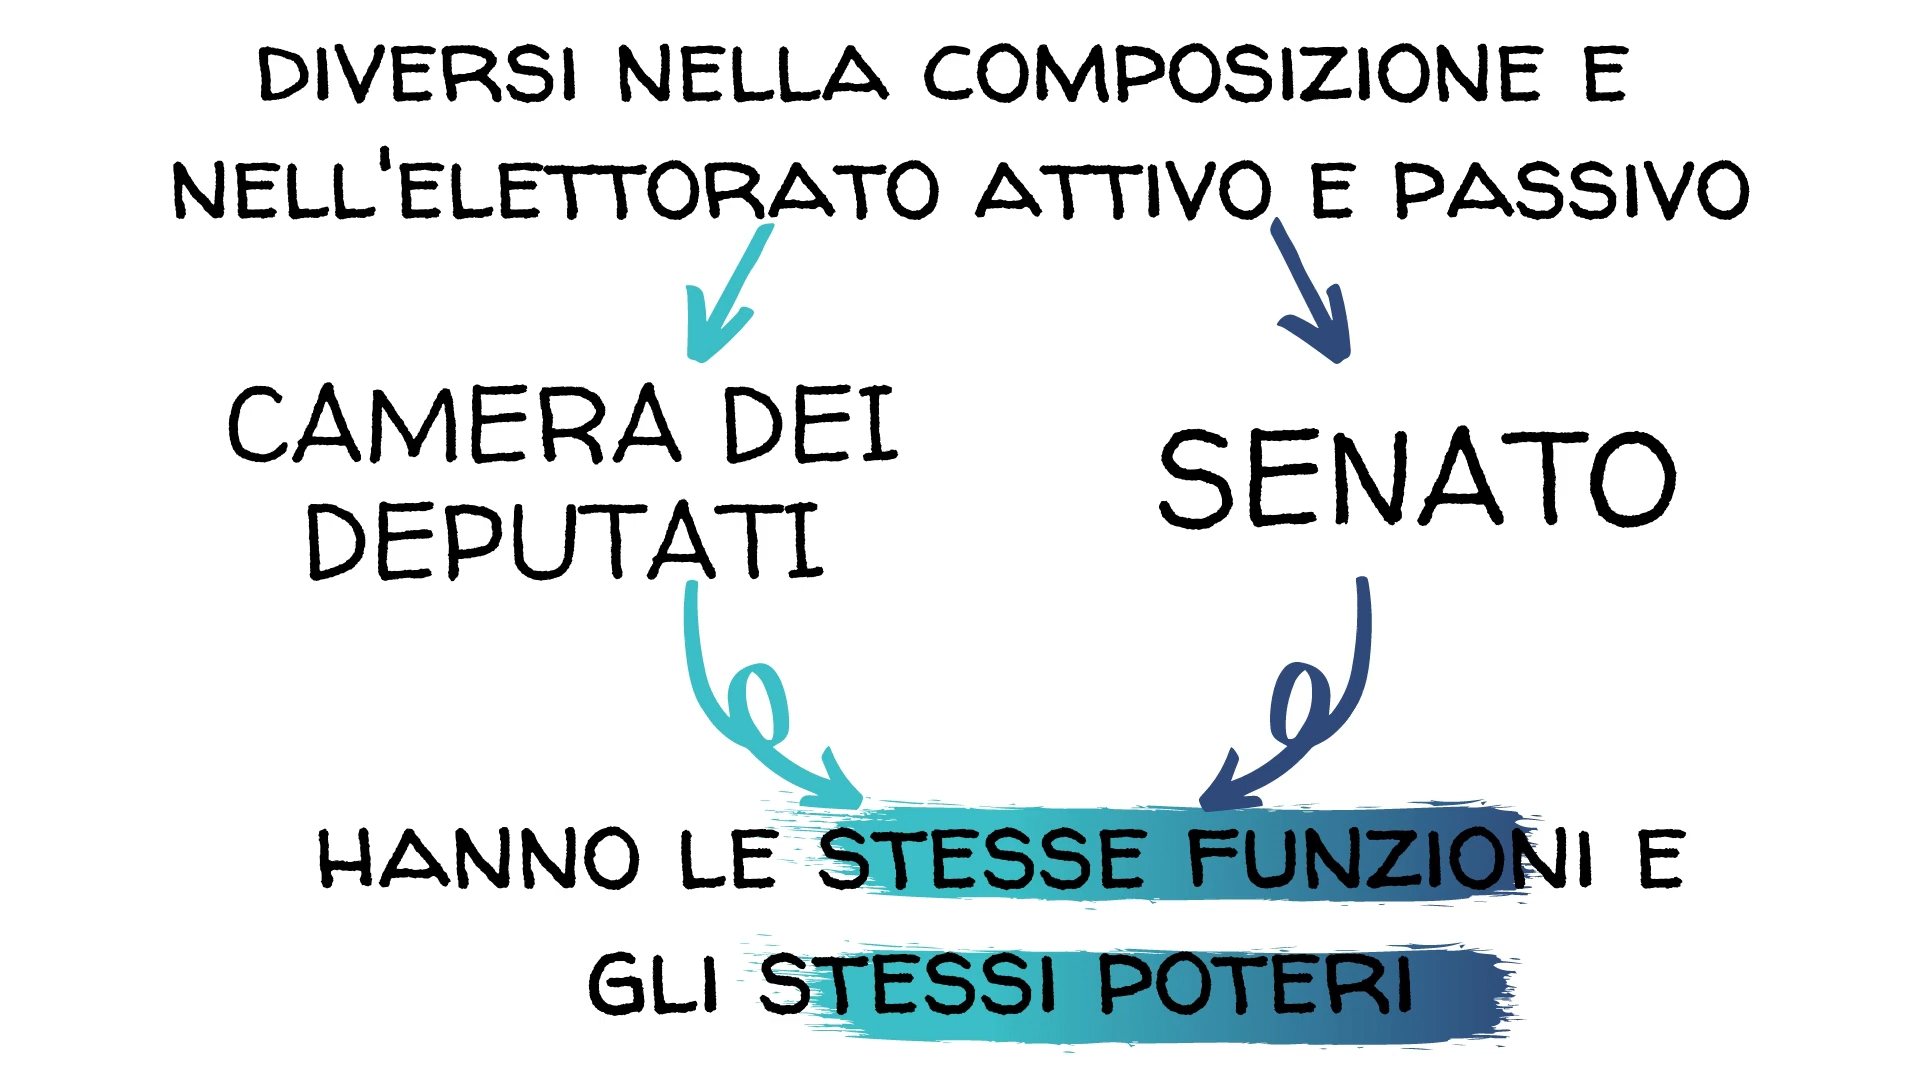 DIVERSI NELLA COMPOSIZIONE E
NELL'ELETTORATO ATTIVO E PASSIVO
CAMERA DEI
DEPUTATI
SENATO
HANNO LE STESSE FUNZIONI E
GLI STESSI POTERI